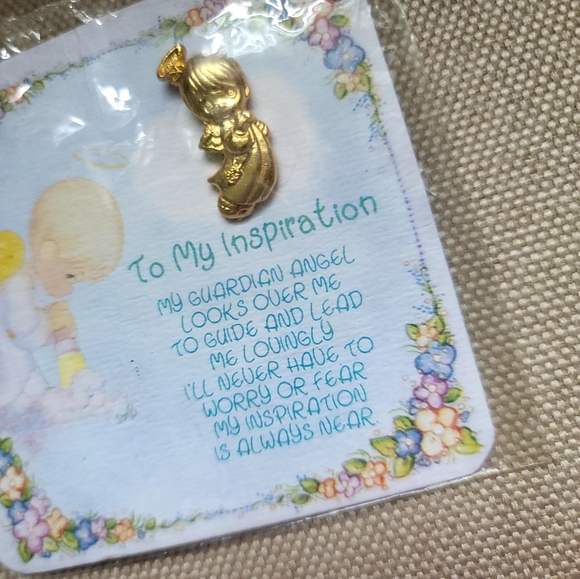 To My Inspiration
MY GUARDIAN ANGEL
LOOKS OVER ME
TO GUIDE AND LEAD
ME LOVINGLY
I'LL NEVER HAVE TO
WORRY OR FEAR
MY INSPIRATION
IS ALWAYS NEAR